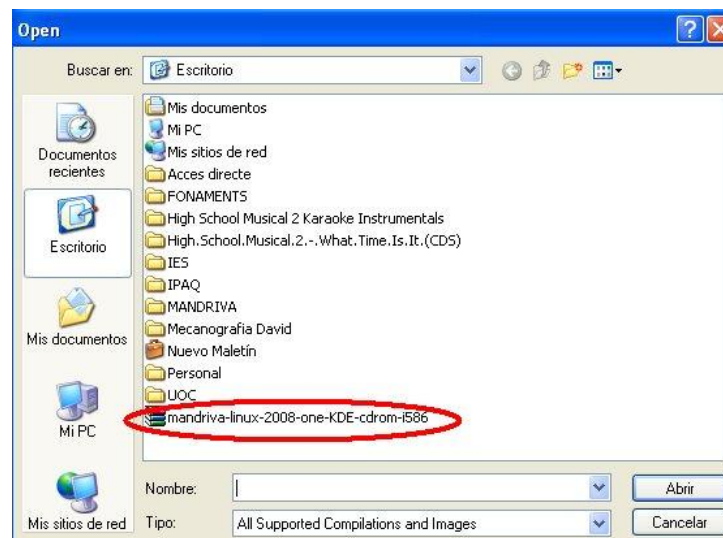 Open
Buscar en:
Escritorio
Documentos
recientes
Escritorio
Mis documentos
Mi PC
Mis sitios de red
Mis documentos
Mi PC
Mis sitios de red
Acces directe
FONAMENTS
High School Musical 2 Karaoke Instrumentals
High.School.Musical.2.-.What.Time.Is.It.(CDS)
IES
IPAQ
MANDRIVA
Mecanografia David
Nuevo Maletín
Personal
UOC
mandriva-linux-2008-one-KDE-cdrom-i586
Nombre:
Abrir
Tipo:
All Supported Compilations and Images
Cancelar